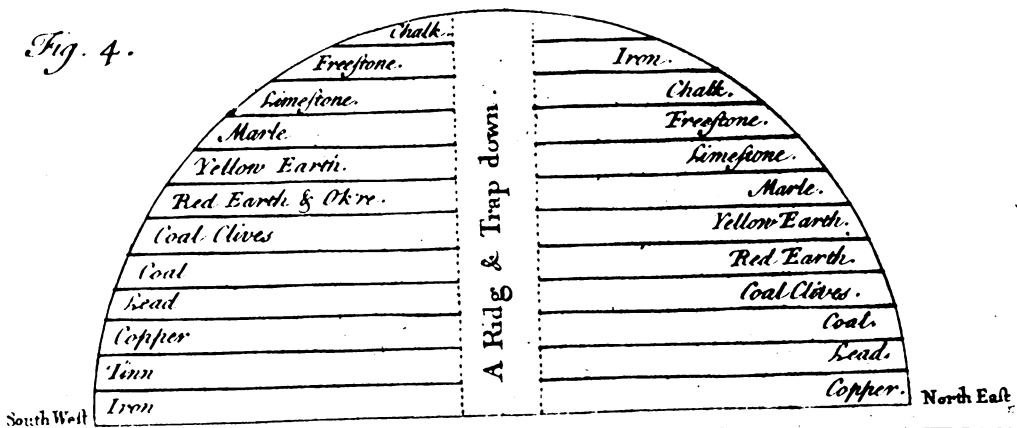 Fig. 4.
Chalk.
Freeſtone.
Limeſtone.
Marle
Yellow Earth.
Red Earth & Okre.
Coal Clives
Coal
Lead
Copper
Tinn
Iron
South Weſt
A Ridg & Trap down.
Iron.
Chalk.
Freeſtone.
Limeſtone.
Marle.
Yellow Earth.
Red Earth.
Coal Clives.
Coal.
Lead.
Copper.
North Eaſt